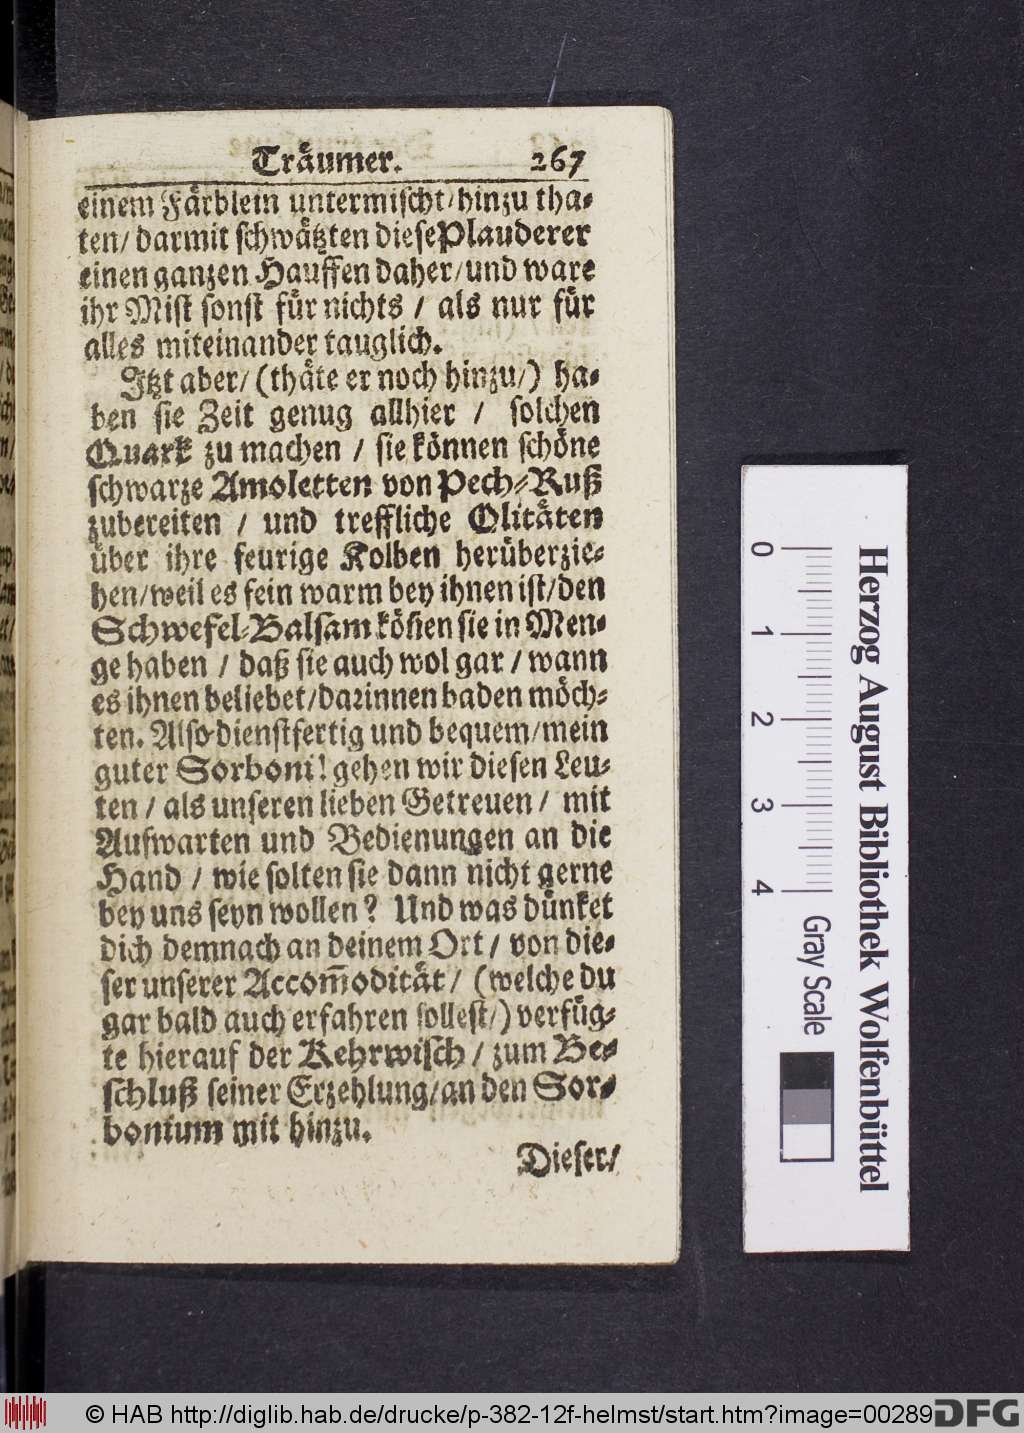 Träumer. 267
einem Färblein untermischt/hinzu tha-
ten/ darmit schwätzten diese Plauderer
einen ganzen Hauffen daher/und ware
ihr Mist sonst für nichts / als nur für
alles miteinander tauglich.
Jtzt aber/ (thäte er noch hinzu/) ha-
ben sie Zeit genug allhier / solchen
Quark zu machen / sie können schöne
schwarze Amoletten von Pech-Ruß
zubereiten / und treffliche Olitäten
über ihre feurige Kolben herüberzie-
hen/weil es fein warm bey ihnen ist/den
Schwefel-Balsam kön̄en sie in Men-
ge haben / daß sie auch wol gar / wann
es ihnen beliebet/darinnen baden möch-
ten. Also dienstfertig und bequem/mein
guter Sorboni! gehen wir diesen Leu-
ten / als unseren lieben Getreuen / mit
Aufwarten und Bedienungen an die
Hand / wie solten sie dann nicht gerne
bey uns seyn wollen? Und was dünket
dich demnach an deinem Ort / von die-
ser unserer Accom̄odität / (welche du
gar bald auch erfahren sollest/) verfüg-
te hierauf der Kehrwisch / zum Be-
schluß seiner Erzehlung/an den Sor-
bonium mit hinzu.
Dieser/
0 1 2 3 4 Gray Scale
Herzog August Bibliothek Wolfenbüttel
© HAB http://diglib.hab.de/drucke/p-382-12f-helmst/start.htm?image=00289
DFG